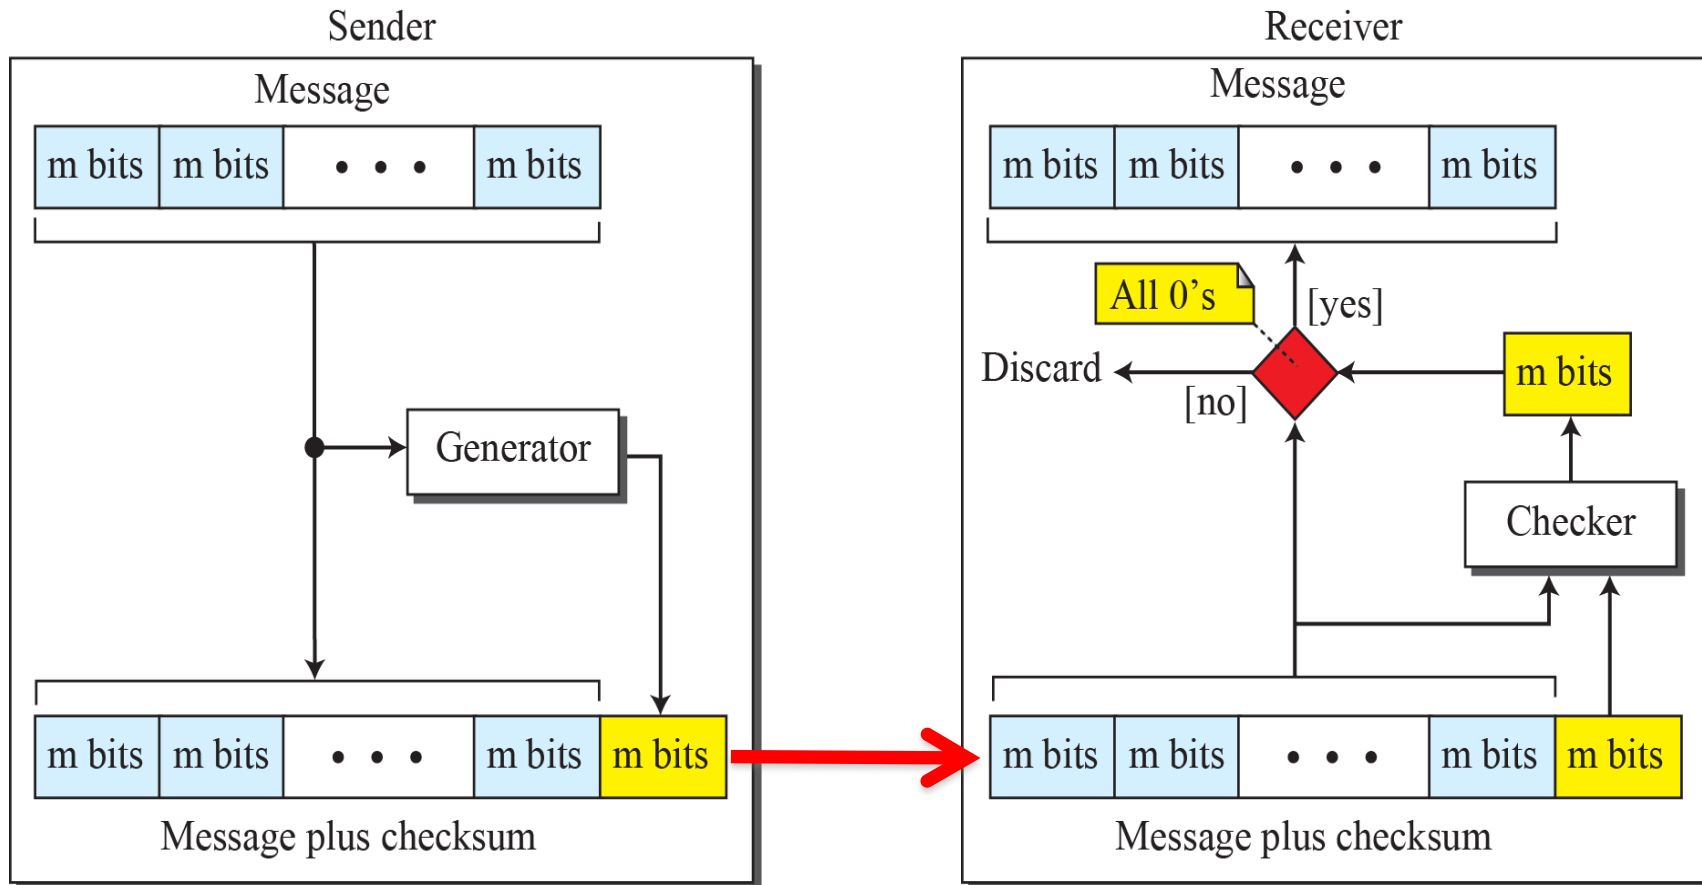 Sender
Message
m bits m bits • • • m bits
Generator
m bits m bits • • • m bits m bits
Message plus checksum
Receiver
Message
m bits m bits • • • m bits
All 0’s
[yes]
Discard
[no]
m bits
Checker
m bits m bits • • • m bits m bits
Message plus checksum